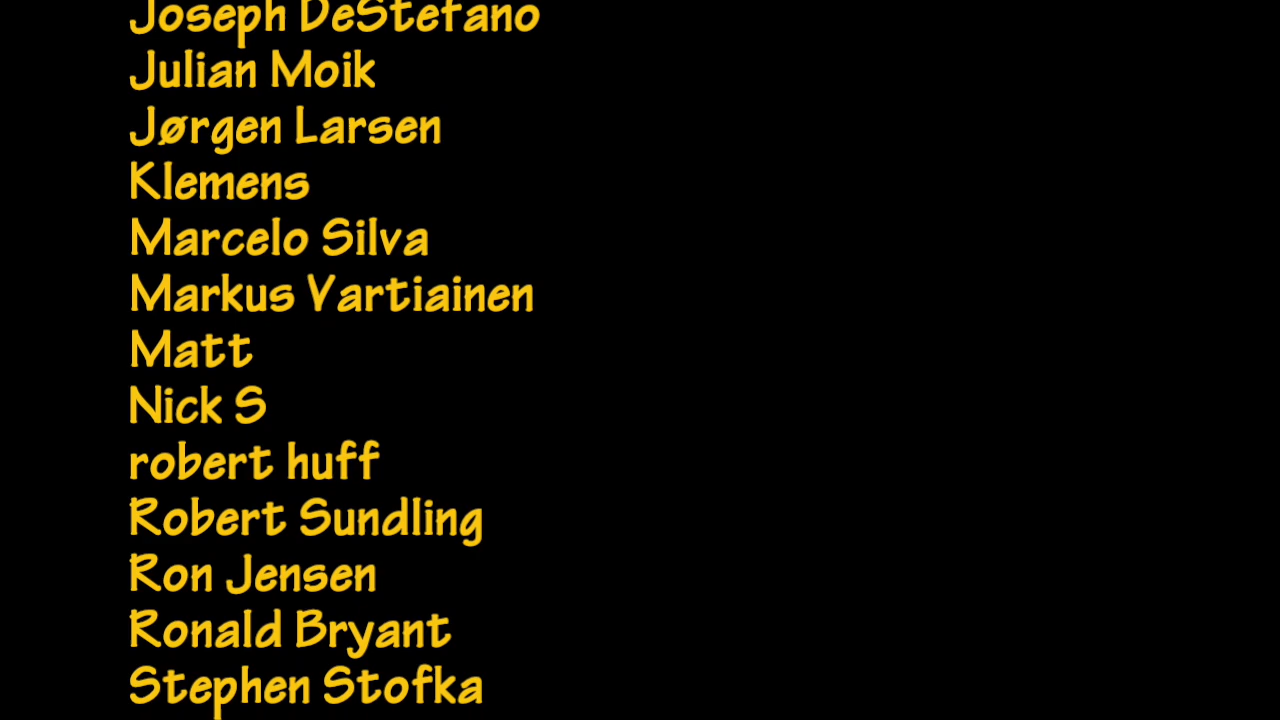 Joseph DeStefano
Julian Moik
Jørgen Larsen
Klemens
Marcelo Silva
Markus Vartiainen
Matt
Nick S
robert huff
Robert Sundling
Ron Jensen
Ronald Bryant
Stephen Stofka